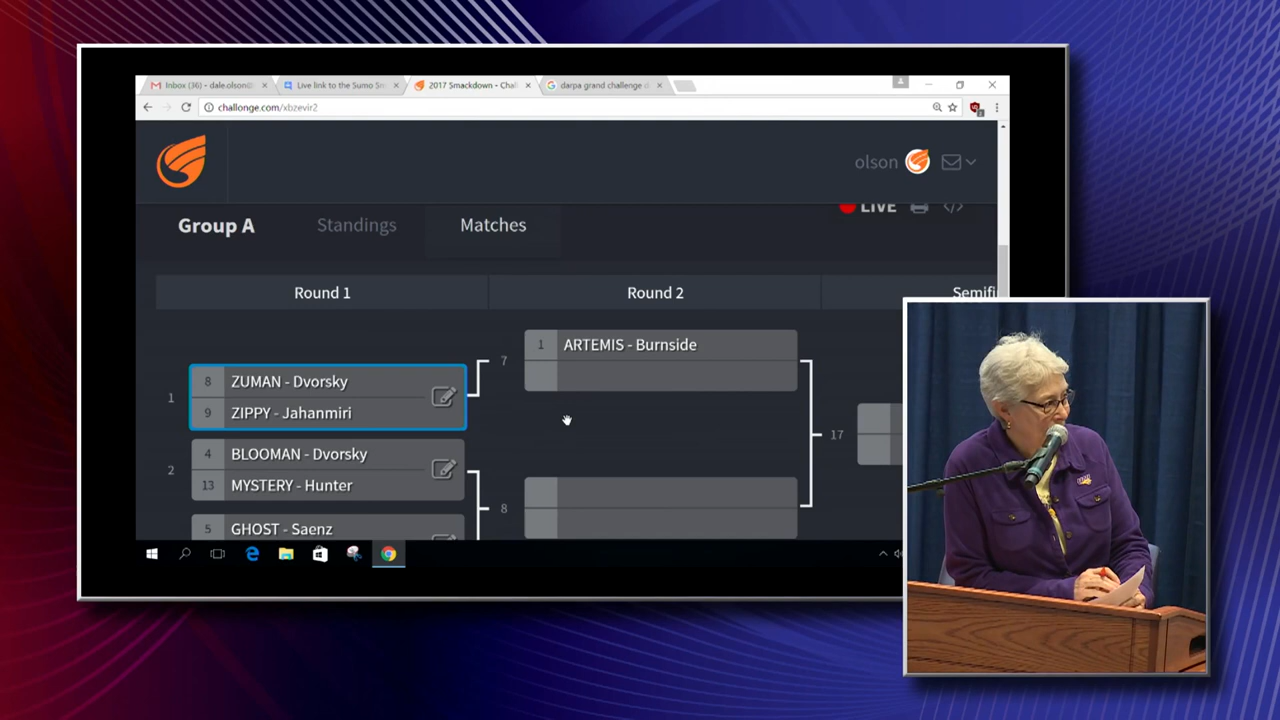 Inbox (36) - dale.olson@
Live link to the Sumo Sm
2017 Smackdown - Chal
darpa grand challenge d
challonge.com/xbzevir2
olson
LIVE
Group A
Standings
Matches
Round 1
Round 2
Semifi
1
8 ZUMAN - Dvorsky
9 ZIPPY - Jahanmiri
7
1 ARTEMIS - Burnside
17
2
4 BLOOMAN - Dvorsky
13 MYSTERY - Hunter
8
5 GHOST - Saenz